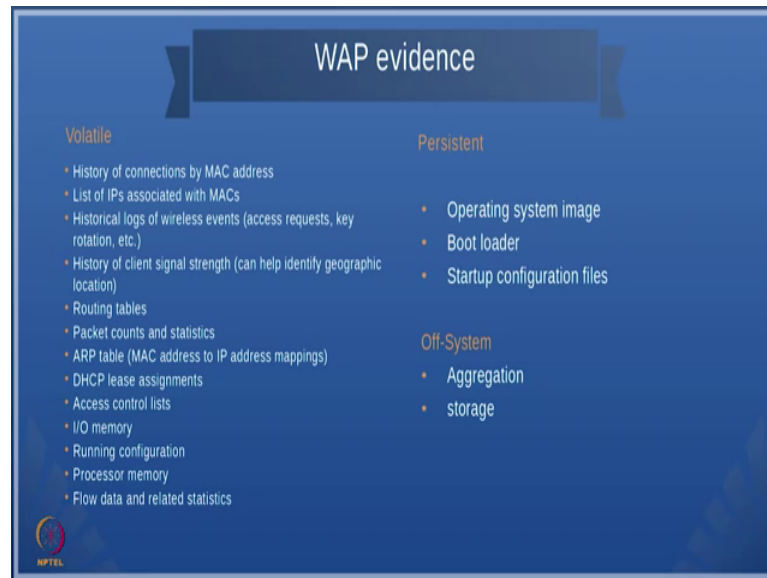 WAP evidence
Volatile
• History of connections by MAC address
• List of IPs associated with MACs
• Historical logs of wireless events (access requests, key
rotation, etc.)
• History of client signal strength (can help identify geographic
location)
• Routing tables
• Packet counts and statistics
• ARP table (MAC address to IP address mappings)
• DHCP lease assignments
• Access control lists
• I/O memory
• Running configuration
• Processor memory
• Flow data and related statistics
Persistent
• Operating system image
• Boot loader
• Startup configuration files
Off-System
• Aggregation
• storage
NPTEL